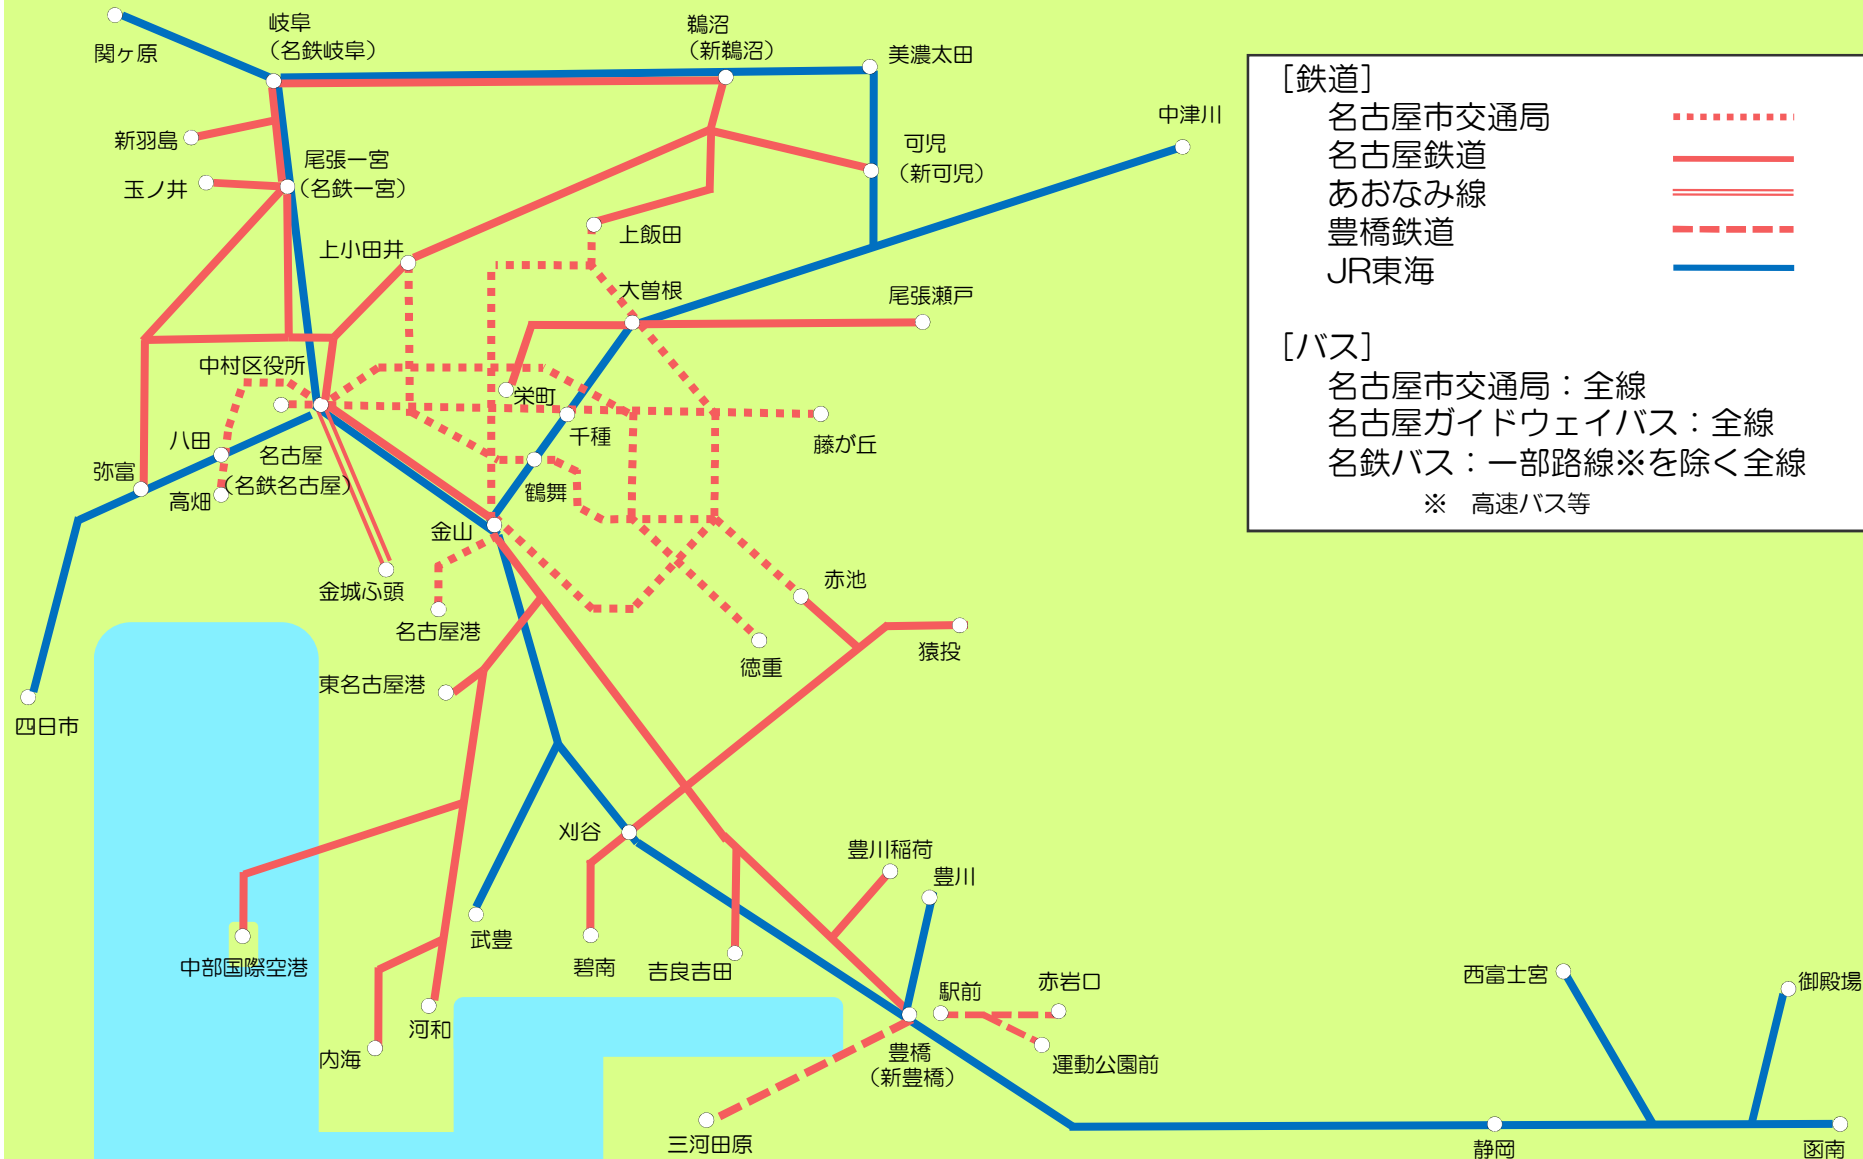 関ヶ原
岐阜
（名鉄岐阜）
鵜沼
（新鵜沼）
美濃太田
中津川
新羽島
尾張一宮
（名鉄一宮）
玉ノ井
可児
（新可児）
上小田井
上飯田
大曽根
尾張瀬戸
中村区役所
栄町
千種
藤が丘
八田
名古屋
（名鉄名古屋）
弥富
高畑
鶴舞
金山
金城ふ頭
名古屋港
赤池
猿投
徳重
東名古屋港
四日市
刈谷
豊川稲荷
豊川
武豊
碧南
吉良吉田
中部国際空港
河和
内海
駅前
赤岩口
運動公園前
豊橋
（新豊橋）
三河田原
西富士宮
御殿場
静岡
函南
［鉄道］
名古屋市交通局
名古屋鉄道
あおなみ線
豊橋鉄道
JR東海
［バス］
名古屋市交通局：全線
名古屋ガイドウェイバス：全線
名鉄バス：一部路線※を除く全線
※　高速バス等